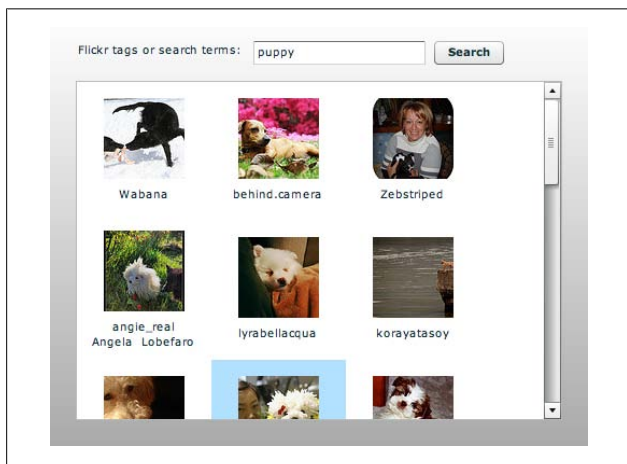 Flickr tags or search terms: puppy Search
Wabana behind.camera Zebstriped
angie_real
Angela Lobefaro lyrabellacqua korayatasoy